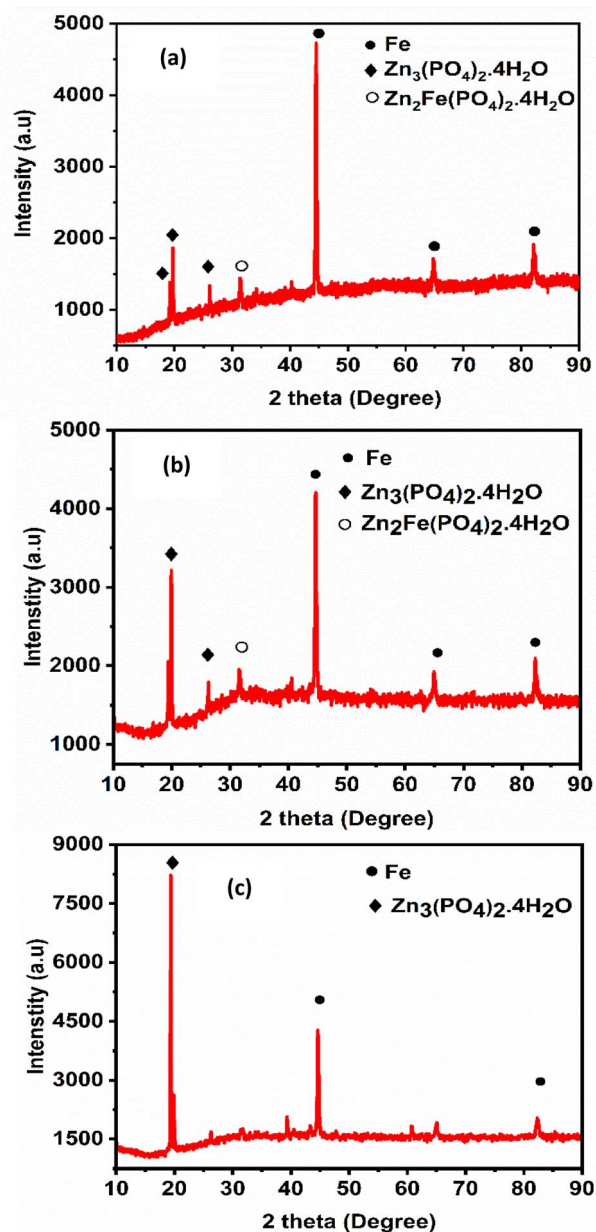 5000
(a)
● Fe
◆ Zn₃(PO₄)₂.4H₂O
○ Zn₂Fe(PO₄)₂.4H₂O
4000
3000
2000
1000
Intensity (a.u)
10 20 30 40 50 60 70 80 90
2 theta (Degree)
5000
(b)
● Fe
◆ Zn₃(PO₄)₂.4H₂O
○ Zn₂Fe(PO₄)₂.4H₂O
4000
3000
2000
1000
Intenstity (a.u)
10 20 30 40 50 60 70 80 90
2 theta (Degree)
9000
(c)
● Fe
◆ Zn₃(PO₄)₂.4H₂O
7500
6000
4500
3000
1500
Intenstity (a.u)
10 20 30 40 50 60 70 80 90
2 theta (Degree)